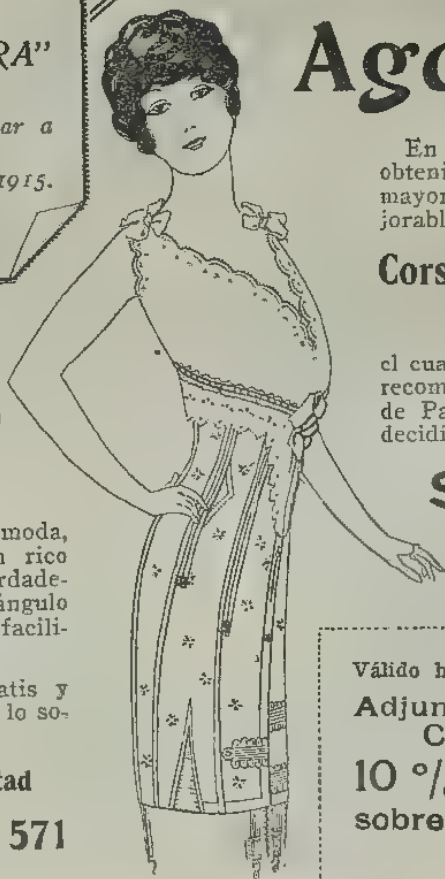 RA”
ar a
1915.
moda,
n rico
rdade-
ángulo
facili-
atis y
lo so-
tad
571
Ago
En
obteni
mayor
jorabl
Cors
el cua
recom
de Pa
decidi
S
Válido h
Adjun
C
10 %
sobre